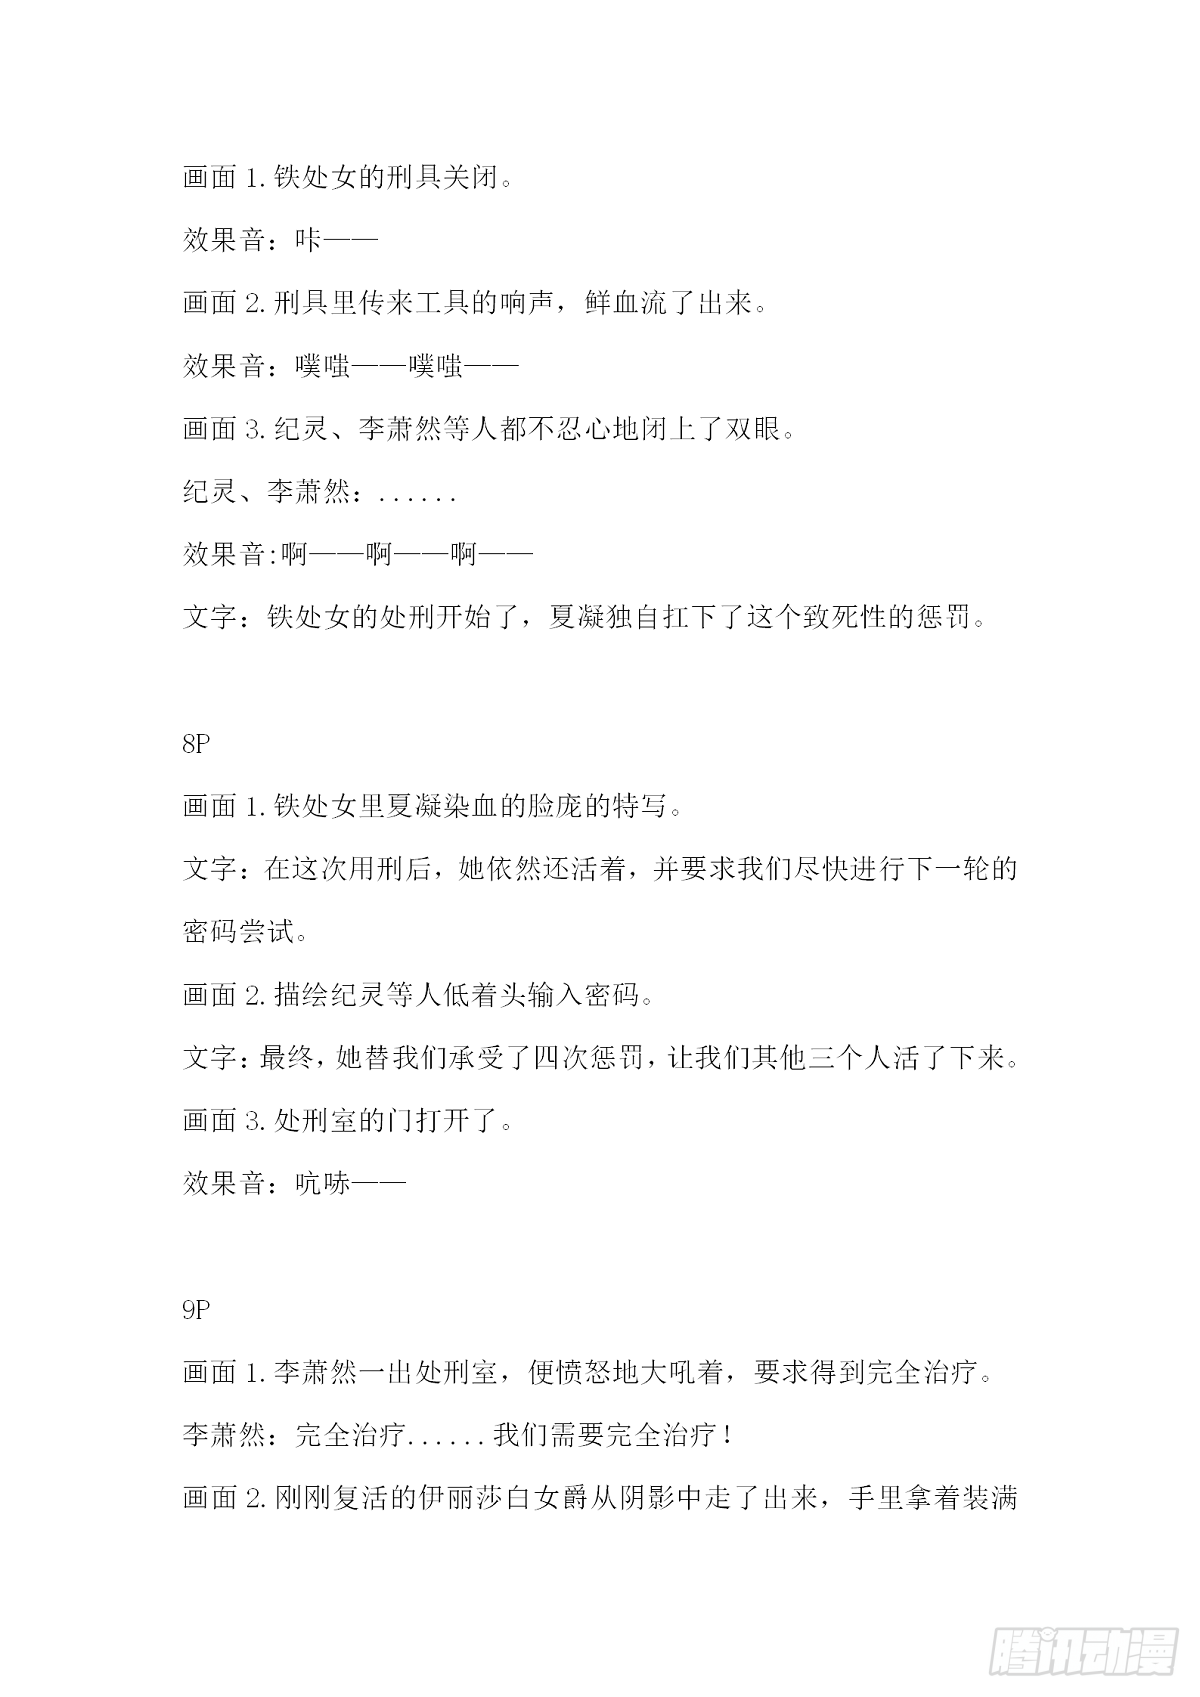 画面 1.铁处女的刑具关闭。
效果音：咔——
画面 2.刑具里传来工具的响声，鲜血流了出来。
效果音：噗嗤——噗嗤——
画面 3.纪灵、李萧然等人都不忍心地闭上了双眼。
纪灵、李萧然：......
效果音:啊——啊——啊——
文字：铁处女的处刑开始了，夏凝独自扛下了这个致死性的惩罚。
8P
画面 1.铁处女里夏凝染血的脸庞的特写。
文字：在这次用刑后，她依然还活着，并要求我们尽快进行下一轮的
密码尝试。
画面 2.描绘纪灵等人低着头输入密码。
文字：最终，她替我们承受了四次惩罚，让我们其他三个人活了下来。
画面 3.处刑室的门打开了。
效果音：吭哧——
9P
画面 1.李萧然一出处刑室，便愤怒地大吼着，要求得到完全治疗。
李萧然：完全治疗......我们需要完全治疗！
画面 2.刚刚复活的伊丽莎白女爵从阴影中走了出来，手里拿着装满
腾讯动漫